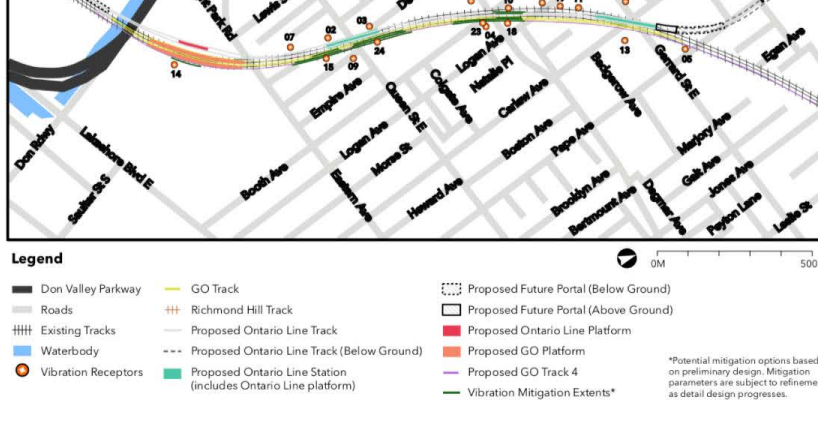 Lewis St
07
02
03
24
15
09
14
23
04
18
13
05
Logan Ave
Natalie Pl
Carlaw Ave
Boston Ave
Pape Ave
Gerrard St E
Egan Ave
Empire Ave
Queen St E
Colgate Ave
Logan Ave
Morse St
Eastern Ave
Howard Ave
Booth Ave
Lakeshore Blvd E
Saulter St S
Marjory Ave
Galt Ave
Jones Ave
Peyton Lane
Leslie St
Brooklyn Ave
Bertmount Ave
Legend
0M
500
Don Valley Parkway
Roads
Existing Tracks
Waterbody
Vibration Receptors
GO Track
Richmond Hill Track
Proposed Ontario Line Track
Proposed Ontario Line Track (Below Ground)
Proposed Ontario Line Station
(includes Ontario Line platform)
Proposed Future Portal (Below Ground)
Proposed Future Portal (Above Ground)
Proposed Ontario Line Platform
Proposed GO Platform
Proposed GO Track 4
Vibration Mitigation Extents*
*Potential mitigation options based
on preliminary design. Mitigation
parameters are subject to refineme
as detail design progresses.